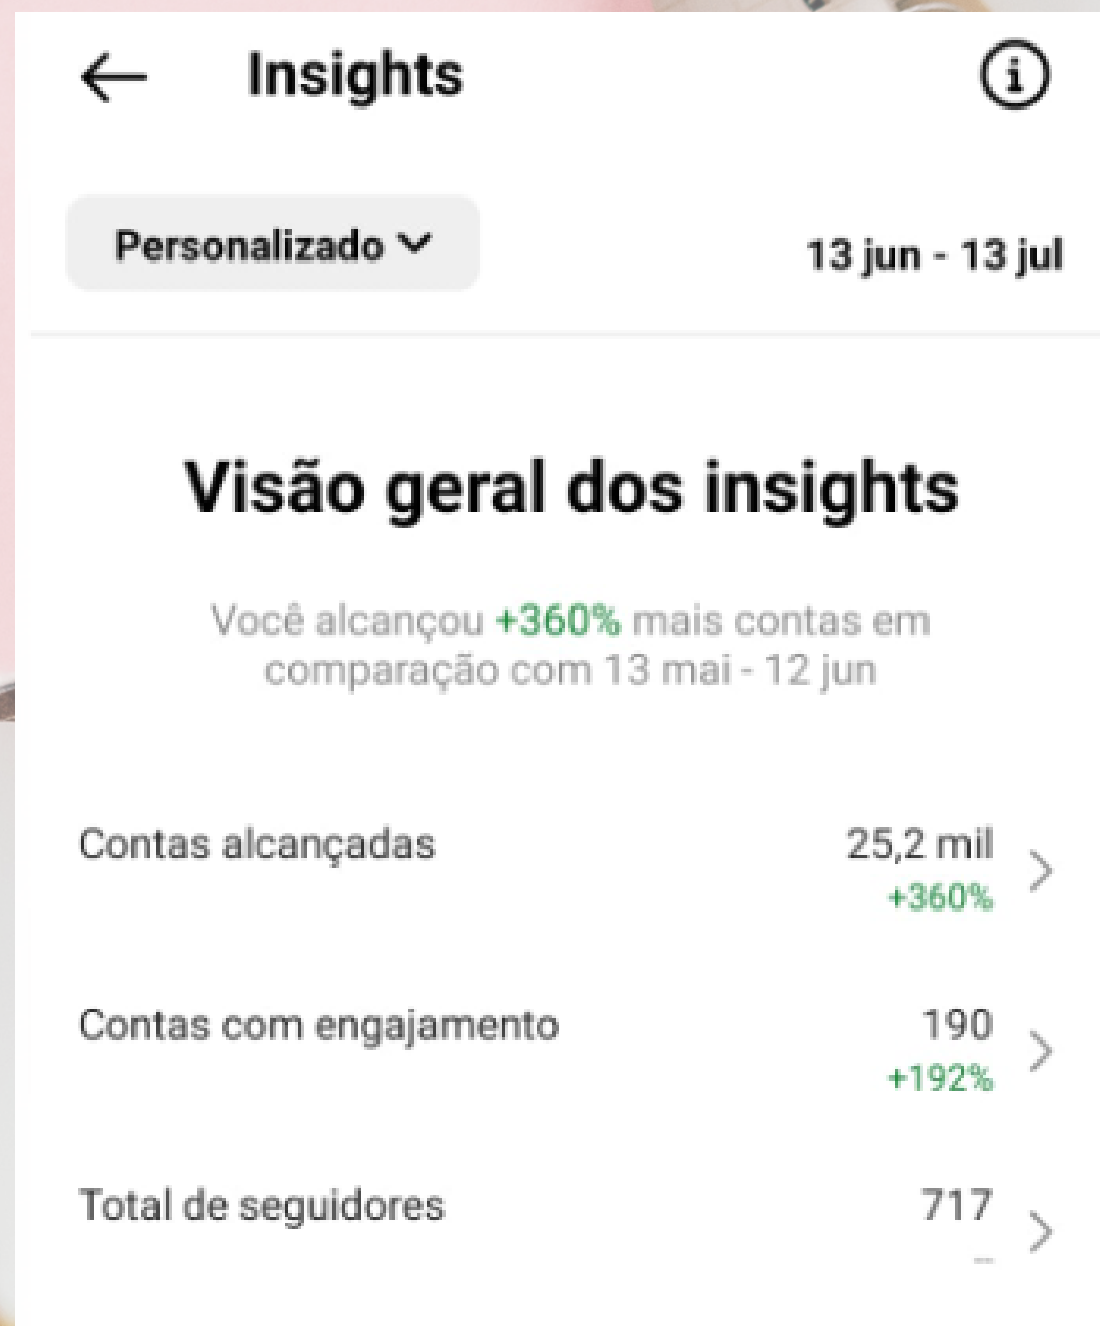 Insights
Personalizado
13 jun - 13 jul
Visão geral dos insights
Você alcançou +360% mais contas em
comparação com 13 mai - 12 jun
Contas alcançadas
25,2 mil
+360%
Contas com engajamento
190
+192%
Total de seguidores
717
--